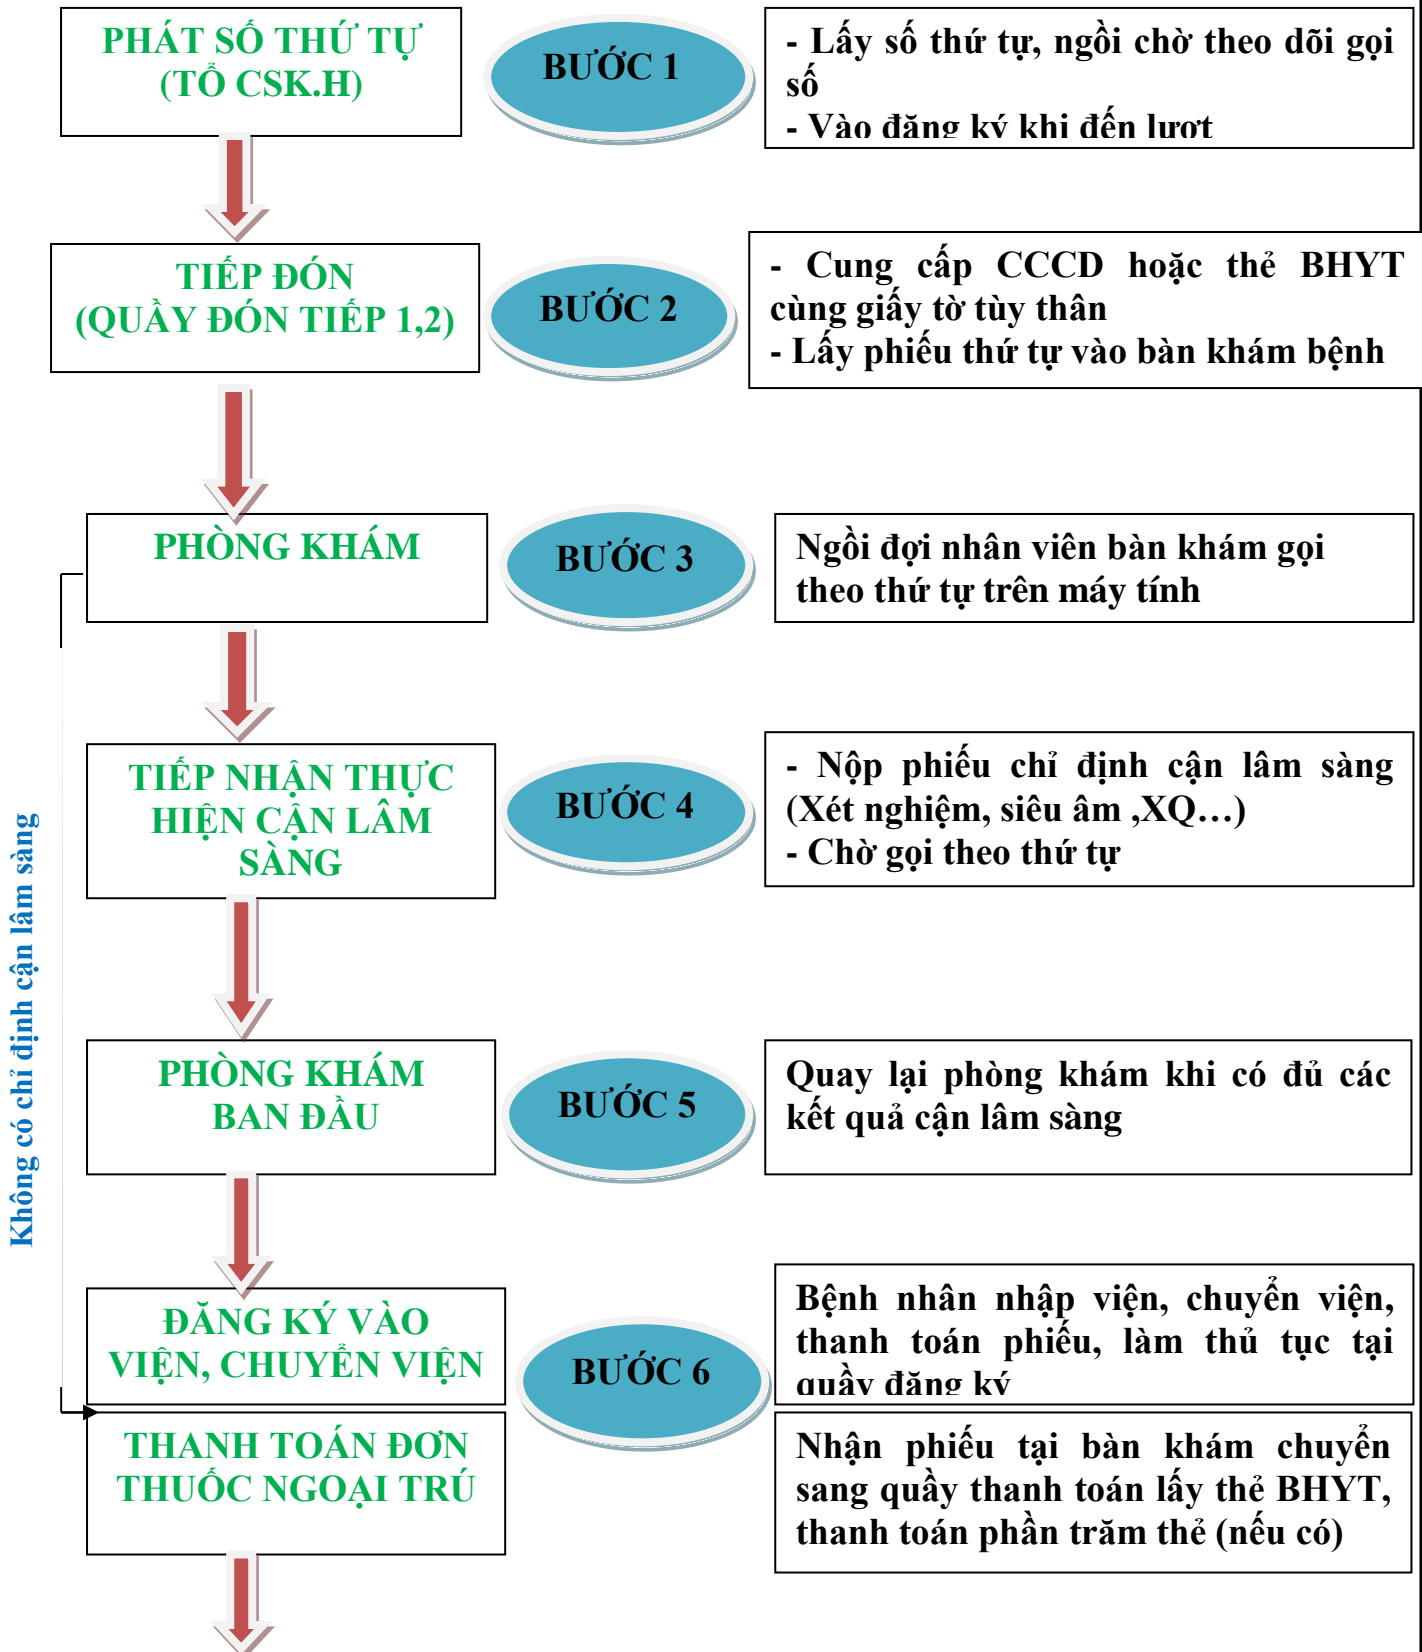 PHÁT SỐ THỨ TỰ
(TỔ CSK.H)
BƯỚC 1
- Lấy số thứ tự, ngồi chờ theo dõi gọi
số
- Vào đăng ký khi đến lượt
TIẾP ĐÓN
(QUẦY ĐÓN TIẾP 1,2)
BƯỚC 2
- Cung cấp CCCD hoặc thẻ BHYT
cùng giấy tờ tùy thân
- Lấy phiếu thứ tự vào bàn khám bệnh
PHÒNG KHÁM
BƯỚC 3
Ngồi đợi nhân viên bàn khám gọi
theo thứ tự trên máy tính
Không có chỉ định cận lâm sàng
TIẾP NHẬN THỰC
HIỆN CẬN LÂM
SÀNG
BƯỚC 4
- Nộp phiếu chỉ định cận lâm sàng
(Xét nghiệm, siêu âm ,XQ…)
- Chờ gọi theo thứ tự
PHÒNG KHÁM
BAN ĐẦU
BƯỚC 5
Quay lại phòng khám khi có đủ các
kết quả cận lâm sàng
ĐĂNG KÝ VÀO
VIỆN, CHUYỂN VIỆN
BƯỚC 6
Bệnh nhân nhập viện, chuyển viện,
thanh toán phiếu, làm thủ tục tại
quầy đăng ký
THANH TOÁN ĐƠN
THUỐC NGOẠI TRÚ
Nhận phiếu tại bàn khám chuyển
sang quầy thanh toán lấy thẻ BHYT,
thanh toán phần trăm thẻ (nếu có)